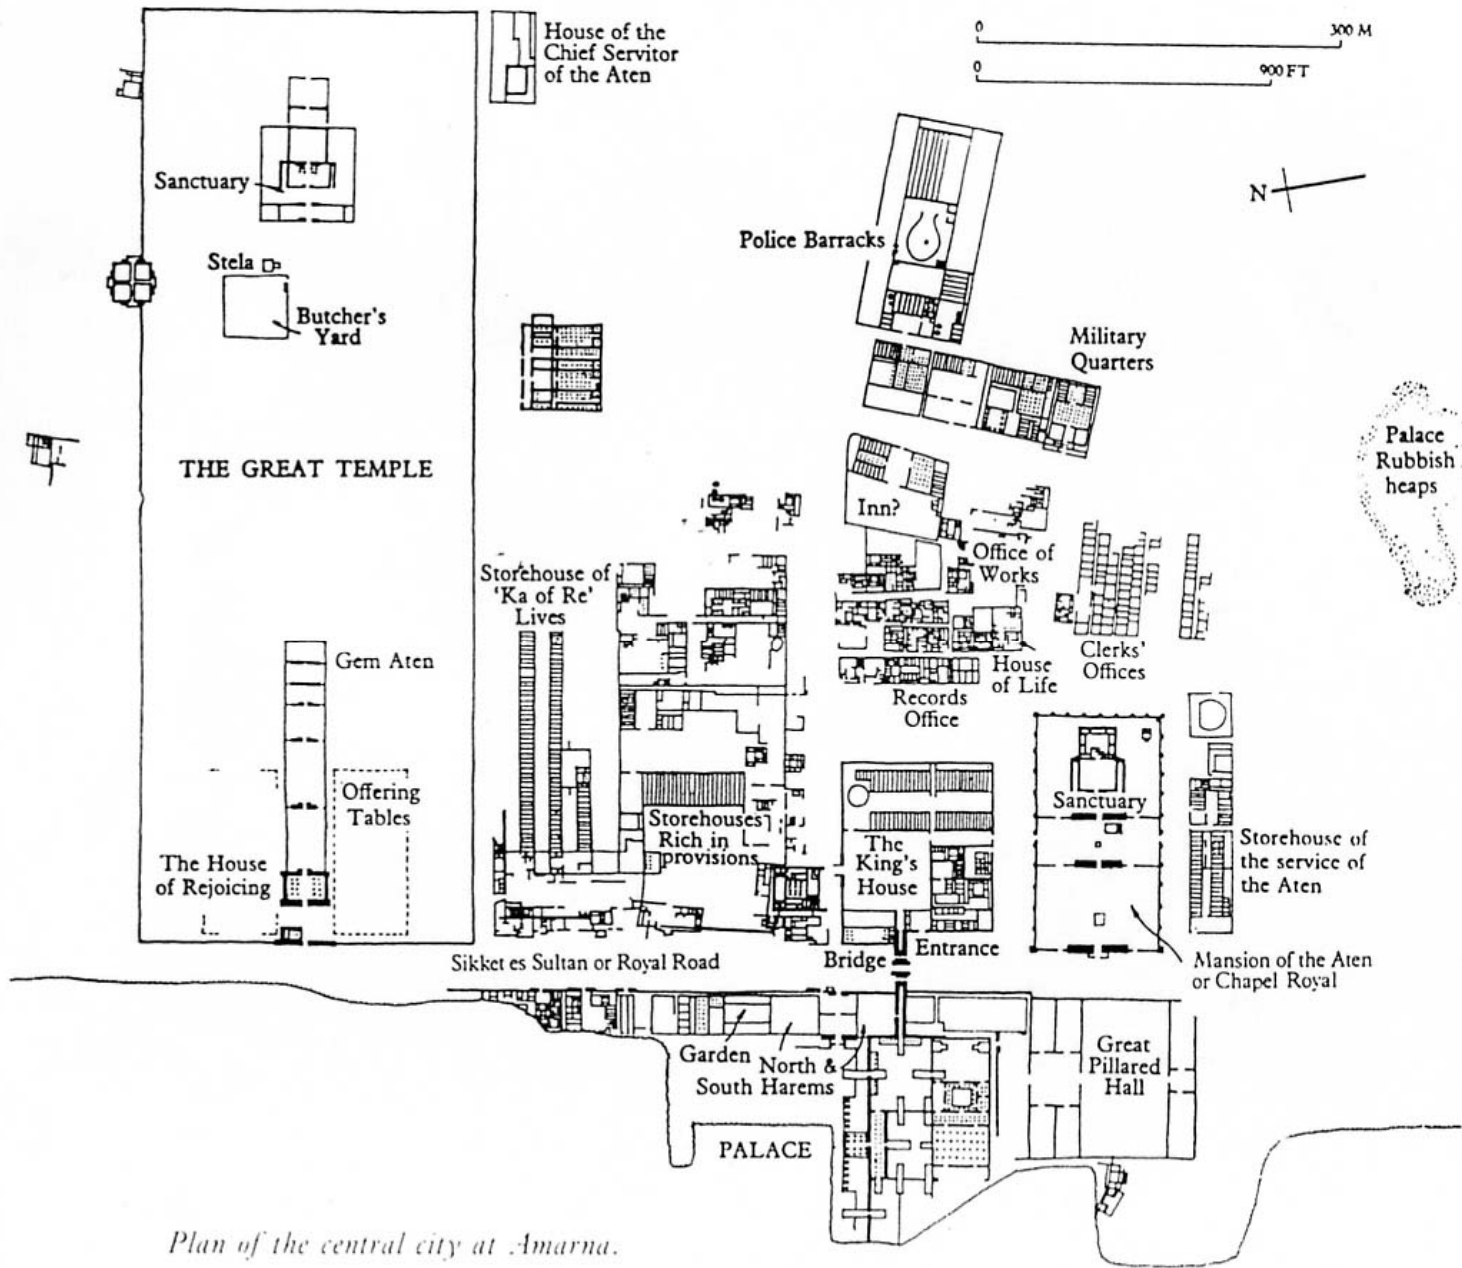 House of the
Chief Servitor
of the Aten
0 300 M
0 900 FT
N
Sanctuary
Police Barracks
Stela
Butcher's
Yard
Military
Quarters
THE GREAT TEMPLE
Palace
Rubbish
heaps
Inn?
Office of
Works
Storehouse of
'Ka of Re'
Lives
Gem Aten
Clerks'
Offices
House
of Life
Records
Office
Offering
Tables
Sanctuary
Storehouses
Rich in
provisions
The
King's
House
Storehouse of
the service of
the Aten
The House
of Rejoicing
Sikket es Sultan or Royal Road
Bridge
Entrance
Mansion of the Aten
or Chapel Royal
Garden
North &
South Harems
Great
Pillared
Hall
PALACE
Plan of the central city at Amarna.